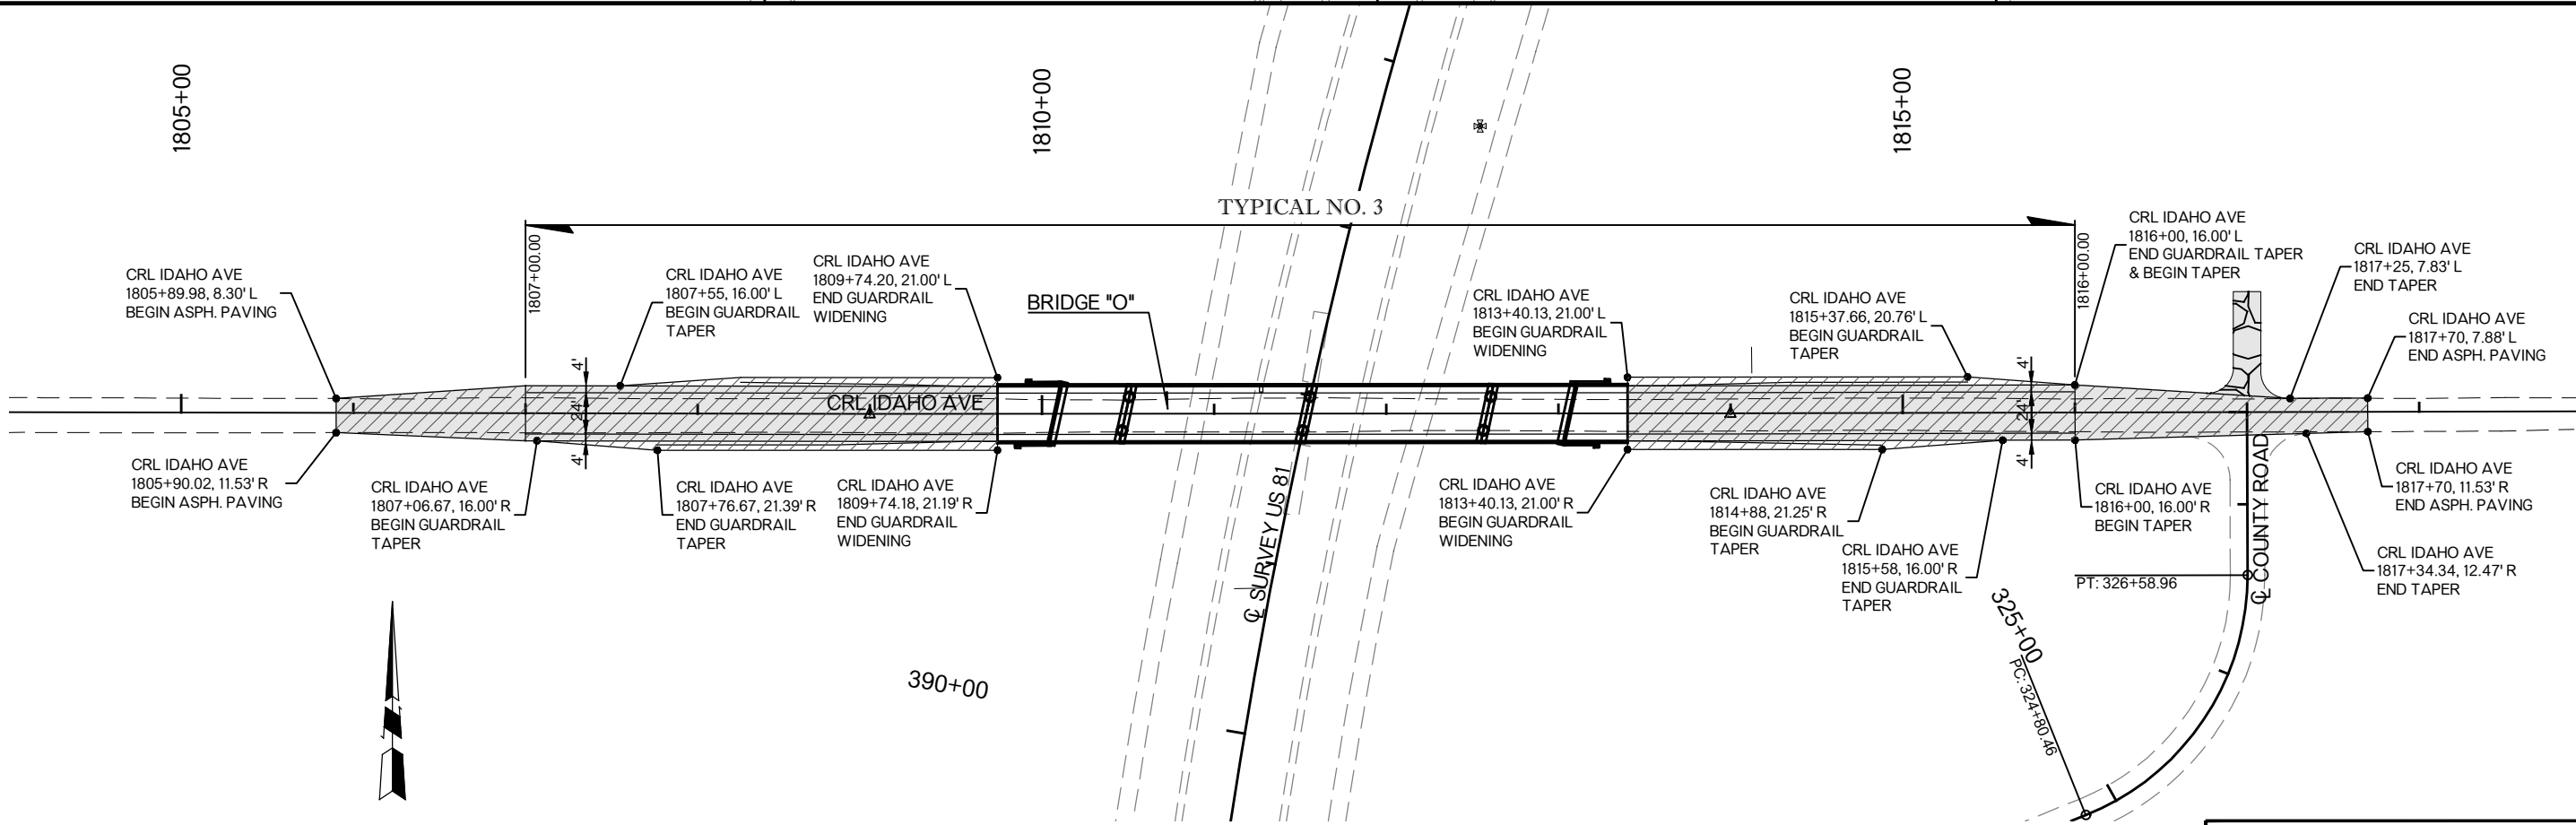 1805+00
1810+00
1815+00
TYPICAL NO. 3
1807+00.00
1816+00.00
CRL IDAHO AVE
1805+89.98, 8.30' L
BEGIN ASPH. PAVING
CRL IDAHO AVE
1807+55, 16.00' L
BEGIN GUARDRAIL
TAPER
CRL IDAHO AVE
1809+74.20, 21.00' L
END GUARDRAIL
WIDENING
BRIDGE "O"
CRL IDAHO AVE
1813+40.13, 21.00' L
BEGIN GUARDRAIL
WIDENING
CRL IDAHO AVE
1815+37.66, 20.76' L
BEGIN GUARDRAIL
TAPER
CRL IDAHO AVE
1816+00, 16.00' L
END GUARDRAIL TAPER
& BEGIN TAPER
CRL IDAHO AVE
1817+25, 7.83' L
END TAPER
CRL IDAHO AVE
1817+70, 7.88' L
END ASPH. PAVING
4'
24'
4'
CRL IDAHO AVE
4'
24'
4'
CRL IDAHO AVE
1805+90.02, 11.53' R
BEGIN ASPH. PAVING
CRL IDAHO AVE
1807+06.67, 16.00' R
BEGIN GUARDRAIL
TAPER
CRL IDAHO AVE
1807+76.67, 21.39' R
END GUARDRAIL
TAPER
CRL IDAHO AVE
1809+74.18, 21.19' R
END GUARDRAIL
WIDENING
℄ SURVEY US 81
CRL IDAHO AVE
1813+40.13, 21.00' R
BEGIN GUARDRAIL
WIDENING
CRL IDAHO AVE
1814+88, 21.25' R
BEGIN GUARDRAIL
TAPER
CRL IDAHO AVE
1815+58, 16.00' R
END GUARDRAIL
TAPER
CRL IDAHO AVE
1816+00, 16.00' R
BEGIN TAPER
℄ COUNTY ROAD
CRL IDAHO AVE
1817+70, 11.53' R
END ASPH. PAVING
CRL IDAHO AVE
1817+34.34, 12.47' R
END TAPER
PT: 326+58.96
325+00
PC: 324+80.46
390+00
N